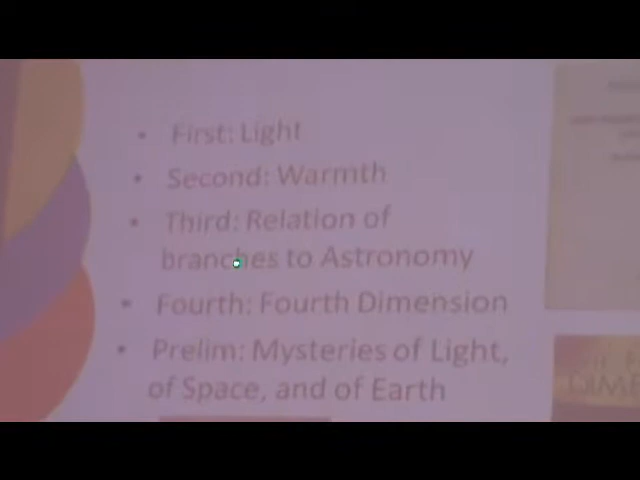 • First: Light
• Second: Warmth
• Third: Relation of
branches to Astronomy
• Fourth: Fourth Dimension
• Prelim: Mysteries of Light,
of Space, and of Earth